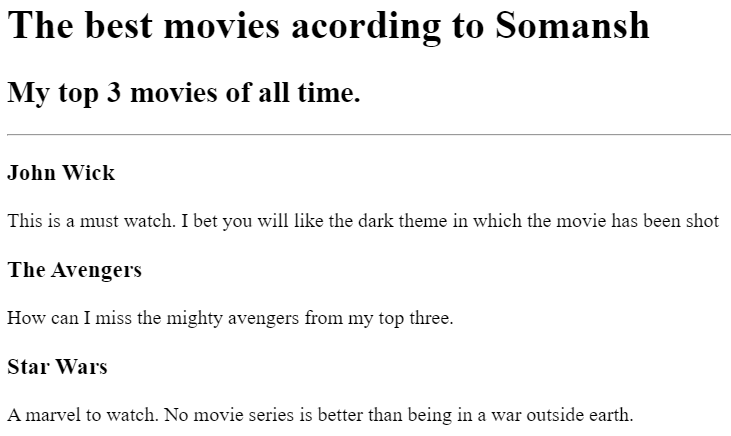 The best movies acording to Somansh
My top 3 movies of all time.
John Wick
This is a must watch. I bet you will like the dark theme in which the movie has been shot
The Avengers
How can I miss the mighty avengers from my top three.
Star Wars
A marvel to watch. No movie series is better than being in a war outside earth.